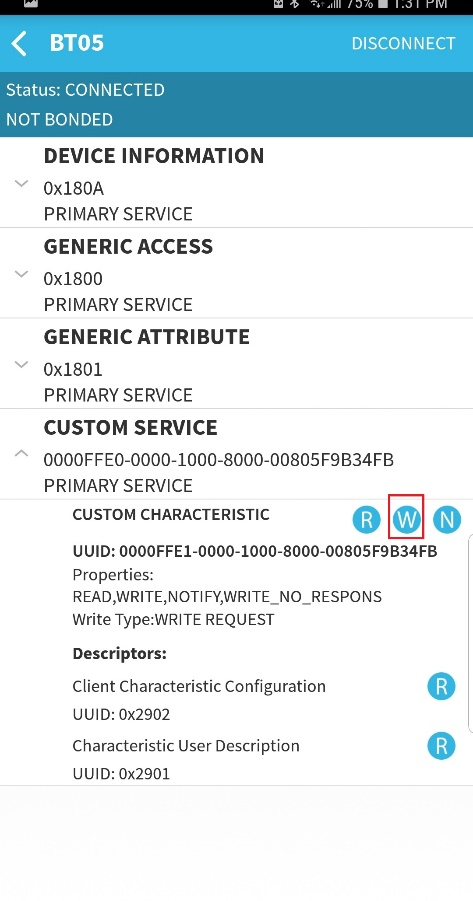 75% 1:31 PM
BT05
DISCONNECT
Status: CONNECTED
NOT BONDED
DEVICE INFORMATION
0x180A
PRIMARY SERVICE
GENERIC ACCESS
0x1800
PRIMARY SERVICE
GENERIC ATTRIBUTE
0x1801
PRIMARY SERVICE
CUSTOM SERVICE
0000FFE0-0000-1000-8000-00805F9B34FB
PRIMARY SERVICE
CUSTOM CHARACTERISTIC R W N
UUID: 0000FFE1-0000-1000-8000-00805F9B34FB
Properties:
READ,WRITE,NOTIFY,WRITE_NO_RESPONS
Write Type:WRITE REQUEST
Descriptors:
Client Characteristic Configuration R
UUID: 0x2902
Characteristic User Description R
UUID: 0x2901